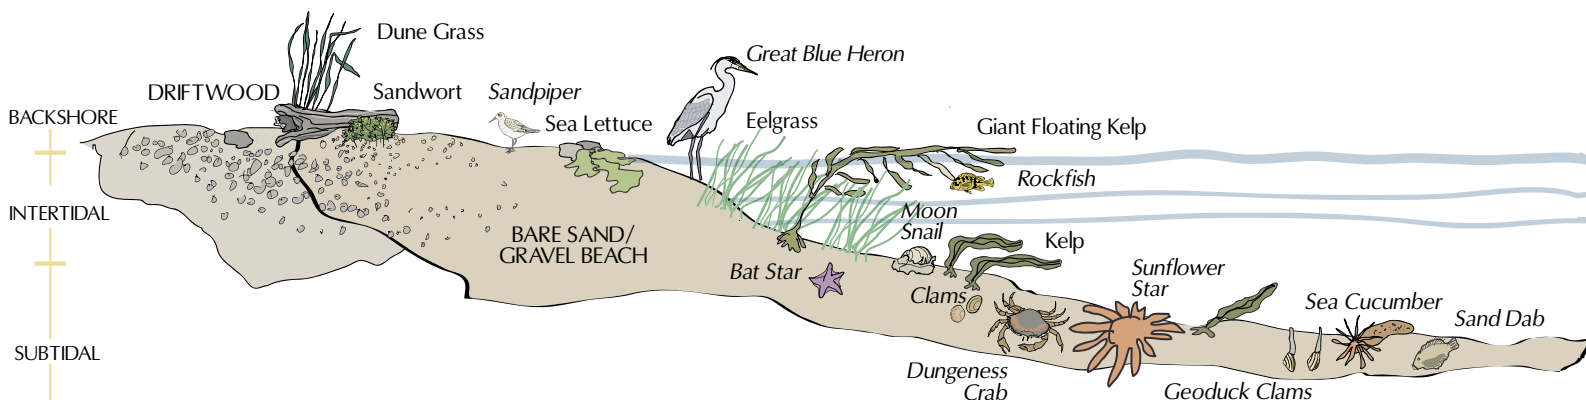 Dune Grass
Great Blue Heron
DRIFTWOOD
Sandwort
Sandpiper
BACKSHORE
Sea Lettuce
Eelgrass
Giant Floating Kelp
Rockfish
INTERTIDAL
Moon
Snail
BARE SAND/
GRAVEL BEACH
Kelp
Bat Star
Sunflower
Star
Clams
Sea Cucumber
Sand Dab
SUBTIDAL
Dungeness
Crab
Geoduck Clams